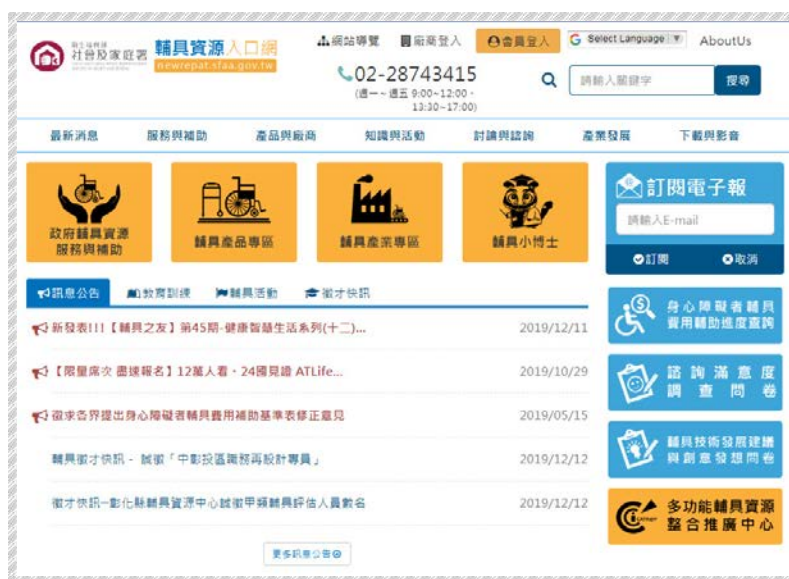 網站導覽 廠商登入 會員登入 Select Language ▼ AboutUs
衛生福利部
社會及家庭署 輔具資源入口網
newrepat.sfaa.gov.tw
02-28743415
(週一~週五 9:00~12:00、
13:30~17:00)
請輸入關鍵字 搜尋
最新消息 服務與補助 產品與廠商 知識與活動 討論與諮詢 產業發展 下載與影音
政府輔具資源
服務與補助
輔具產品專區
輔具產業專區
輔具小博士
訂閱電子報
請輸入E-mail
訂閱 取消
訊息公告 教育訓練 輔具活動 徵才快訊
新發表!!!【輔具之友】第45期-健康智慧生活系列(十二)... 2019/12/11
【限量席次 盡速報名】12萬人看、24國見證 ATLife... 2019/10/29
徵求各界提出身心障礙者輔具費用補助基準表修正意見 2019/05/15
輔具徵才快訊 - 誠徵「中彰投區職務再設計專員」 2019/12/12
徵才快訊–彰化縣輔具資源中心誠徵甲類輔具評估人員數名 2019/12/12
更多訊息公告
身心障礙者輔具
費用輔助進度查詢
諮詢滿意度
調查問卷
輔具技術發展建議
與創意發想問卷
多功能輔具資源
整合推廣中心